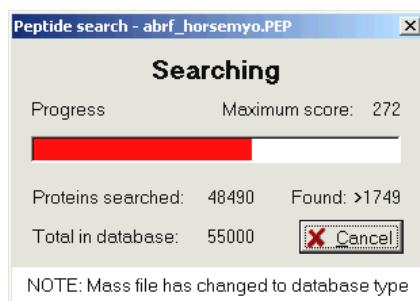 Peptide search - abrf_horsemyo.PEP
Searching
Progress Maximum score: 272
Proteins searched: 48490 Found: >1749
Total in database: 55000 Cancel
NOTE: Mass file has changed to database type